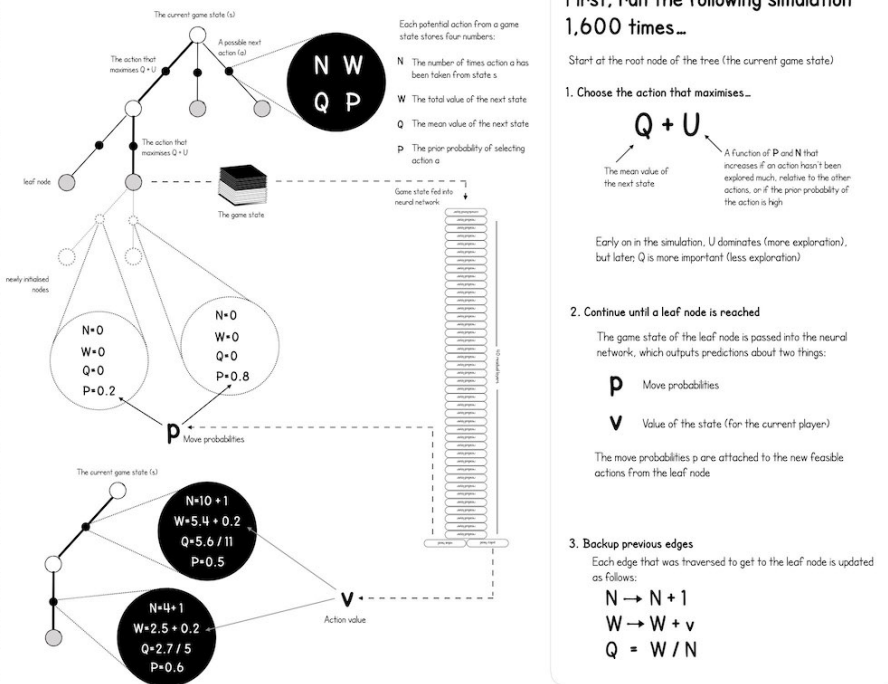 The current game state (s)
The action that
maximises Q + U
A possible next
action (a)
N W
Q P
Each potential action from a game
state stores four numbers:
N The number of times action a has
been taken from state s
W The total value of the next state
Q The mean value of the next state
P The prior probability of selecting
action a
The action that
maximises Q + U
leaf node
The game state
Game state fed into
neural network
newly initialised
nodes
N=0
W=0
Q=0
P=0.2
N=0
W=0
Q=0
P=0.8
p Move probabilities
The current game state (s)
N=10 + 1
W=5.4 + 0.2
Q=5.6 / 11
P=0.5
N=4+ 1
W=2.5 + 0.2
Q=2.7 / 5
P=0.6
v
Action value
First, run the following simulation
1,600 times...
Start at the root node of the tree (the current game state)
1. Choose the action that maximises...
Q + U
The mean value of
the next state
A function of P and N that
increases if an action hasn't been
explored much, relative to the other
actions, or if the prior probability of
the action is high
Early on in the simulation, U dominates (more exploration),
but later, Q is more important (less exploration)
2. Continue until a leaf node is reached
The game state of the leaf node is passed into the neural
network, which outputs predictions about two things:
p Move probabilities
v Value of the state (for the current player)
The move probabilities p are attached to the new feasible
actions from the leaf node
3. Backup previous edges
Each edge that was traversed to get to the leaf node is updated
as follows:
N → N + 1
W → W + v
Q = W / N